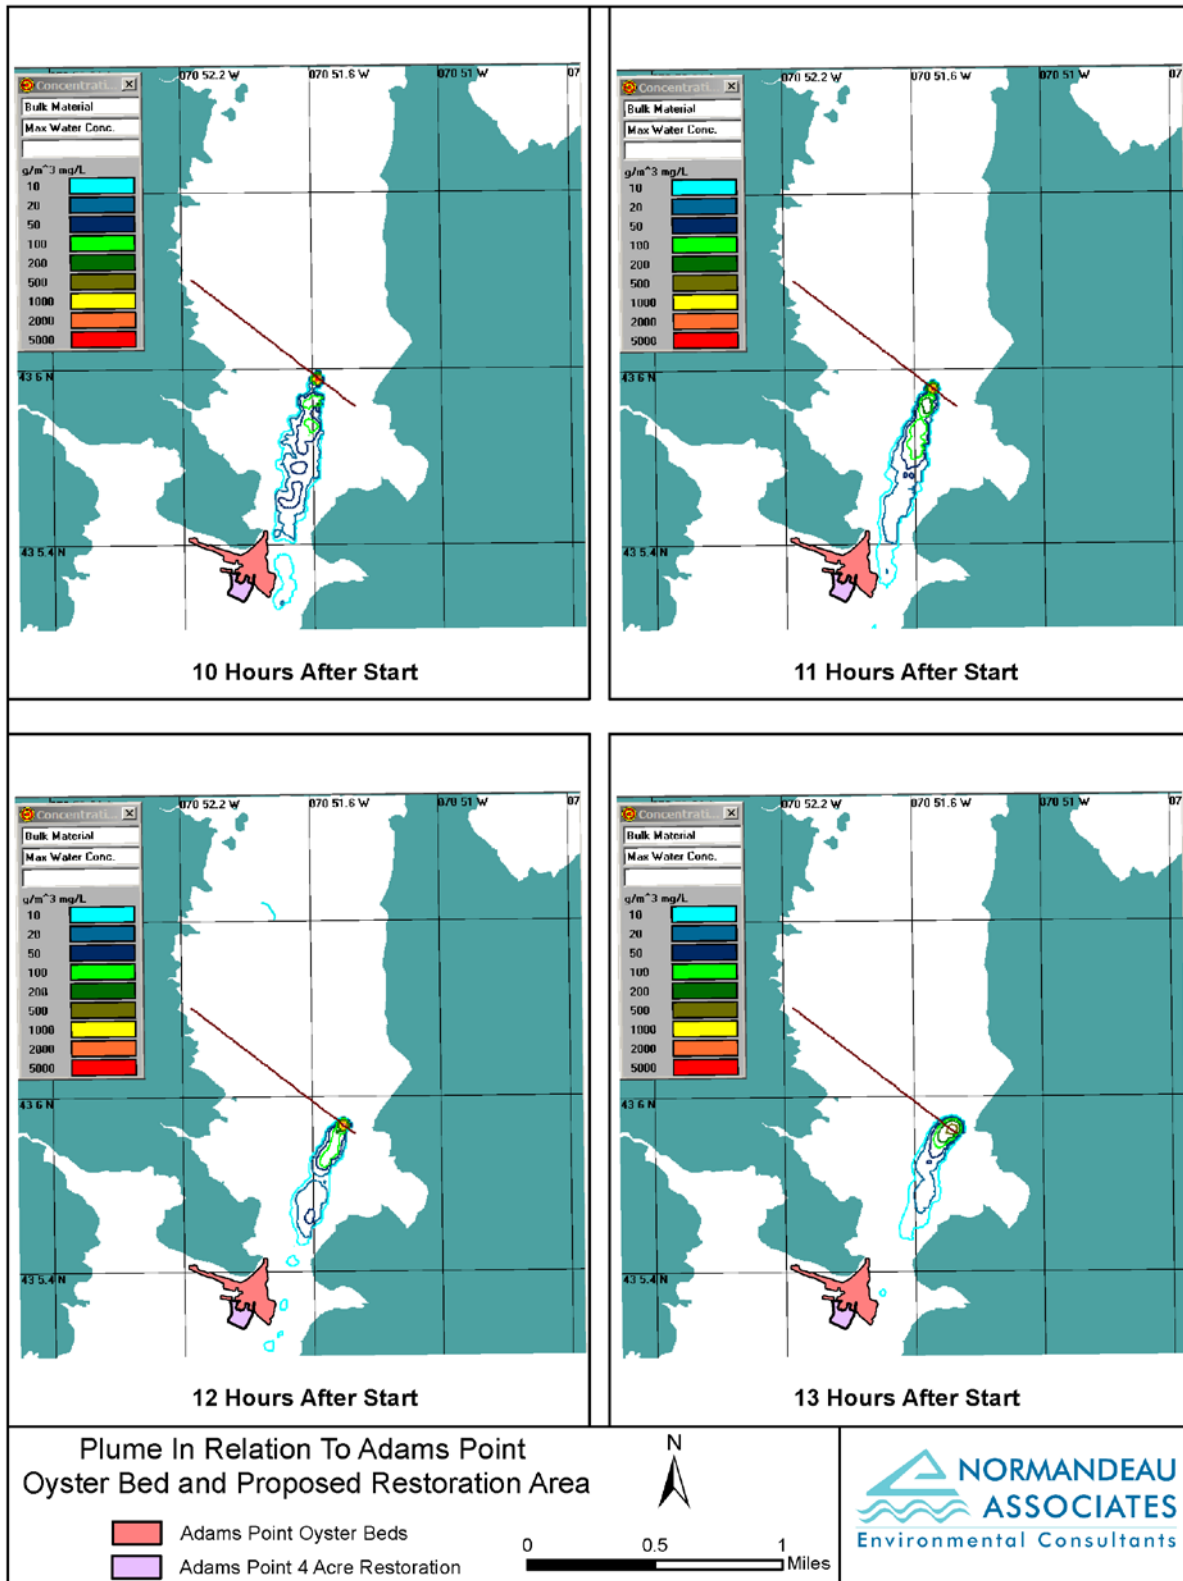 070 52.2 W 070 51.6 W 070 51 W 07
Concentrati...
Bulk Material
Max Water Conc.
g/m^3 mg/L
10
20
50
100
200
500
1000
2000
5000
43 6 N
43 5.4 N
10 Hours After Start
070 52.2 W 070 51.6 W 070 51 W 07
Concentrati...
Bulk Material
Max Water Conc.
g/m^3 mg/L
10
20
50
100
200
500
1000
2000
5000
43 6 N
43 5.4 N
11 Hours After Start
070 52.2 W 070 51.6 W 070 51 W 07
Concentrati...
Bulk Material
Max Water Conc.
g/m^3 mg/L
10
20
50
100
200
500
1000
2000
5000
43 6 N
43 5.4 N
12 Hours After Start
070 52.2 W 070 51.6 W 070 51 W 07
Concentrati...
Bulk Material
Max Water Conc.
g/m^3 mg/L
10
20
50
100
200
500
1000
2000
5000
43 6 N
43 5.4 N
13 Hours After Start
Plume In Relation To Adams Point
Oyster Bed and Proposed Restoration Area
Adams Point Oyster Beds
Adams Point 4 Acre Restoration
N
0 0.5 1
Miles
NORMANDEAU
ASSOCIATES
Environmental Consultants